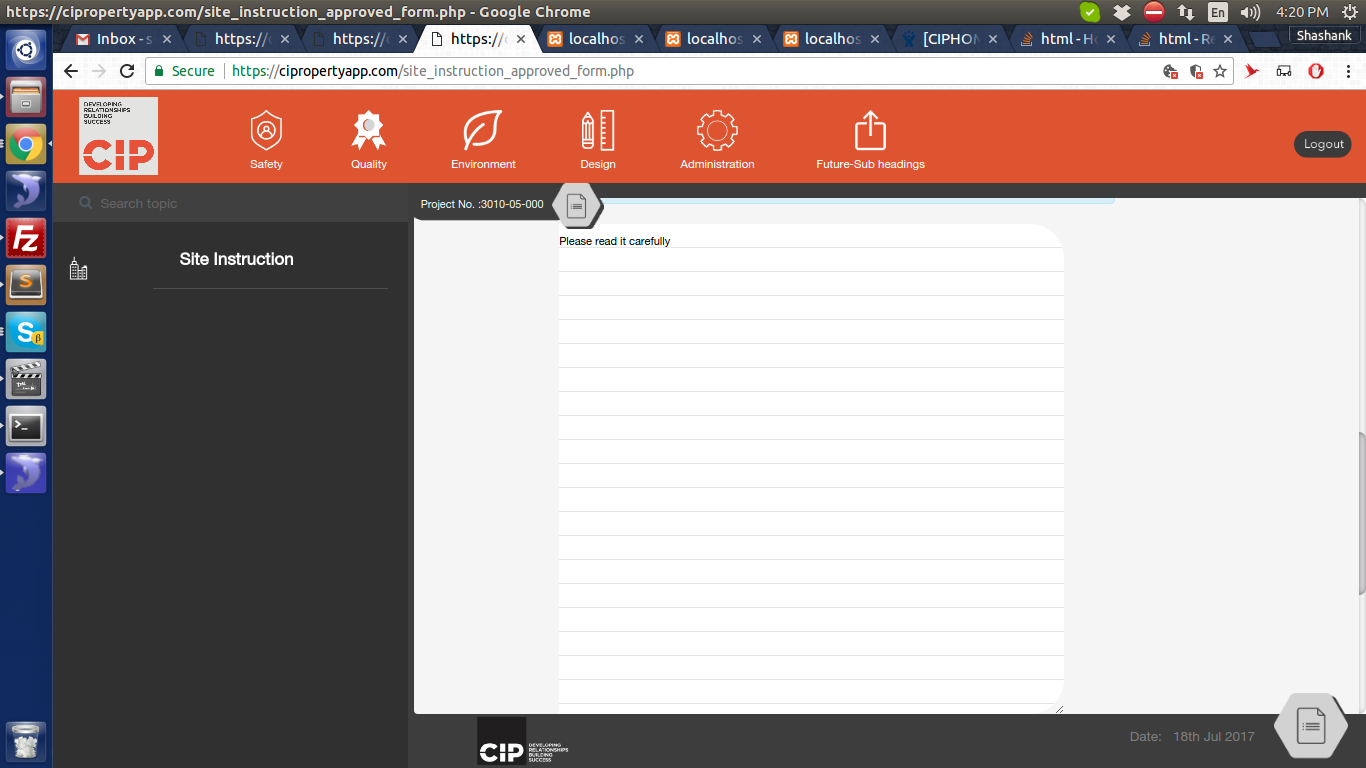 https://cipropertyapp.com/site_instruction_approved_form.php - Google Chrome
En
4:20 PM
Inbox - s
https://
https://
https://
localhos
localhos
localhos
[CIPHON
html - H
html - Re
Shashank
Secure
https://cipropertyapp.com/site_instruction_approved_form.php
DEVELOPING
RELATIONSHIPS
BUILDING
SUCCESS
CIP
Safety
Quality
Environment
Design
Administration
Future-Sub headings
Logout
Search topic
Project No. :3010-05-000
Site Instruction
Please read it carefully
CIP
DEVELOPING
RELATIONSHIPS
BUILDING
SUCCESS
Date: 18th Jul 2017